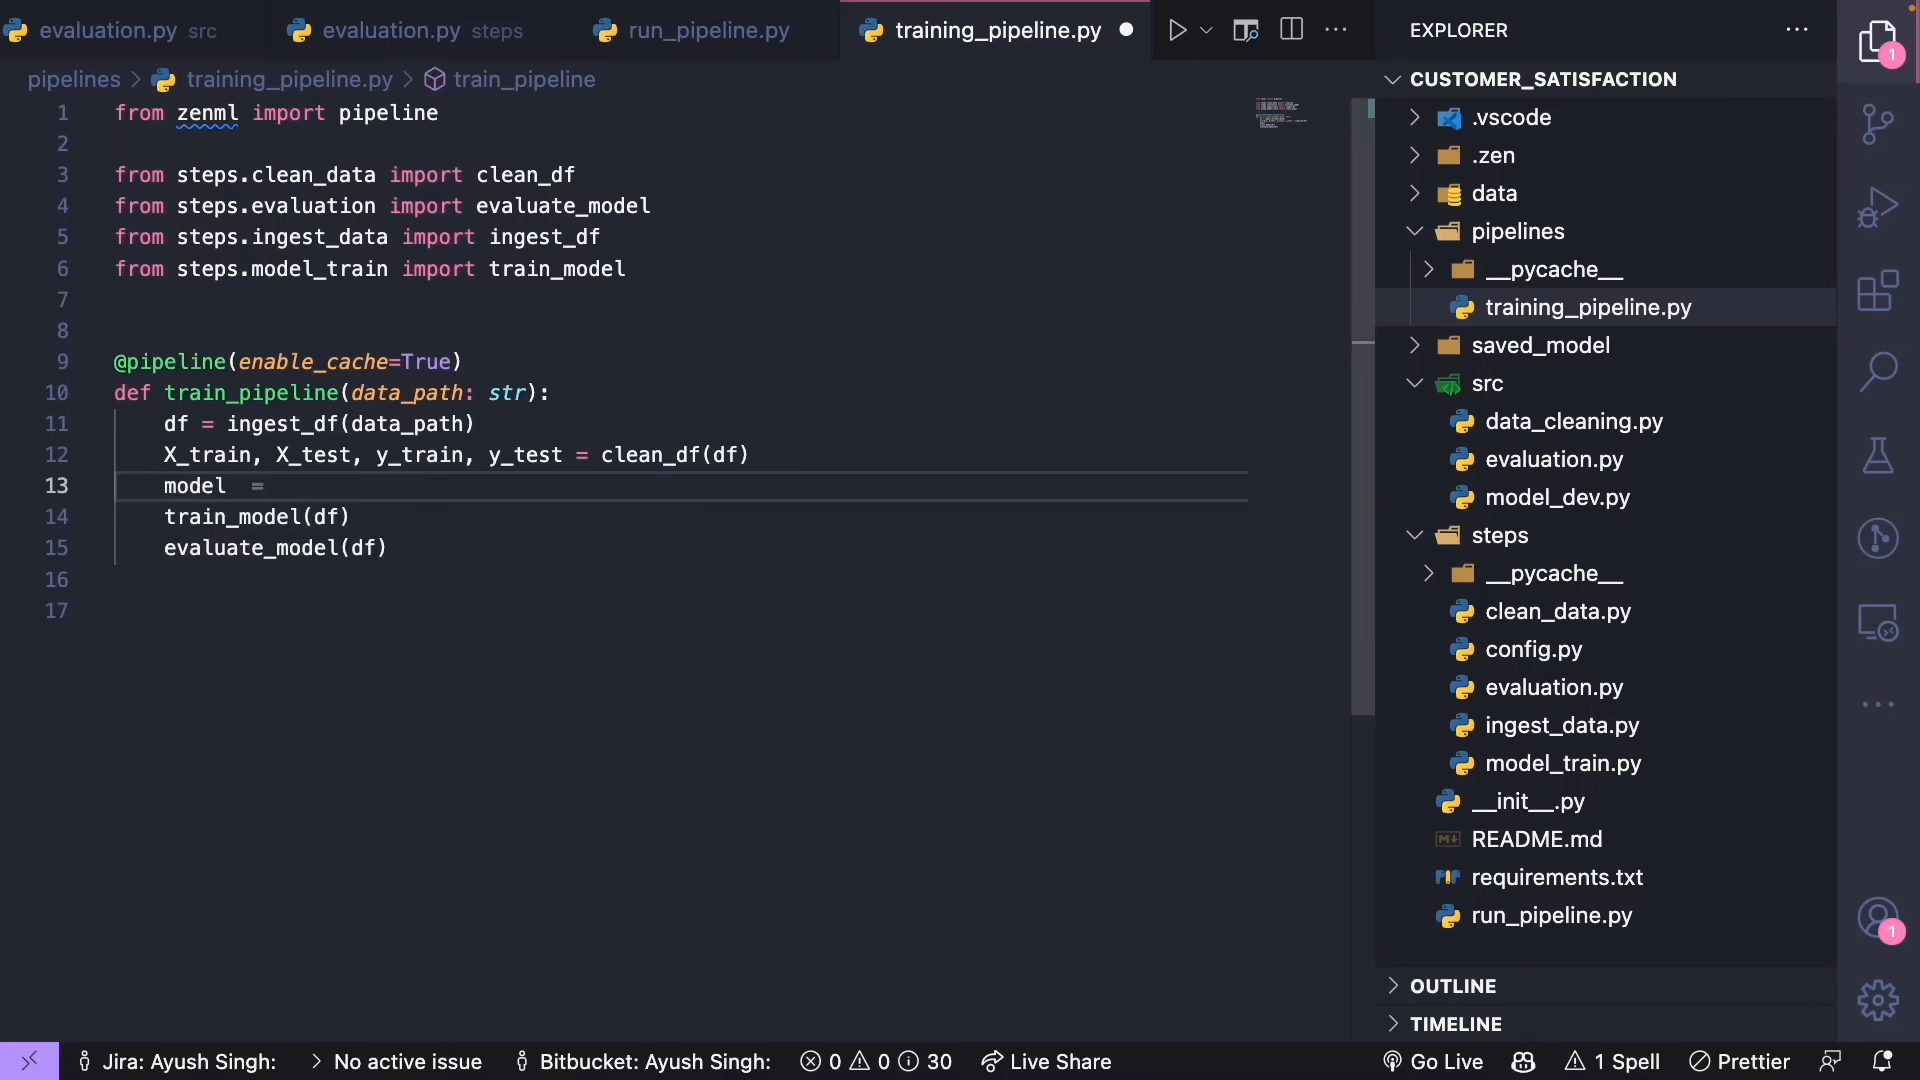 evaluation.py src
evaluation.py steps
run_pipeline.py
training_pipeline.py
pipelines > training_pipeline.py > train_pipeline
1 from zenml import pipeline
2
3 from steps.clean_data import clean_df
4 from steps.evaluation import evaluate_model
5 from steps.ingest_data import ingest_df
6 from steps.model_train import train_model
7
8
9 @pipeline(enable_cache=True)
10 def train_pipeline(data_path: str):
11 df = ingest_df(data_path)
12 X_train, X_test, y_train, y_test = clean_df(df)
13 model  =
14 train_model(df)
15 evaluate_model(df)
16
17
EXPLORER
CUSTOMER_SATISFACTION
.vscode
.zen
data
pipelines
__pycache__
training_pipeline.py
saved_model
src
data_cleaning.py
evaluation.py
model_dev.py
steps
__pycache__
clean_data.py
config.py
evaluation.py
ingest_data.py
model_train.py
__init__.py
README.md
requirements.txt
run_pipeline.py
OUTLINE
TIMELINE
1
1
Jira: Ayush Singh: > No active issue Bitbucket: Ayush Singh: 0 0 30 Live Share Go Live 1 Spell Prettier